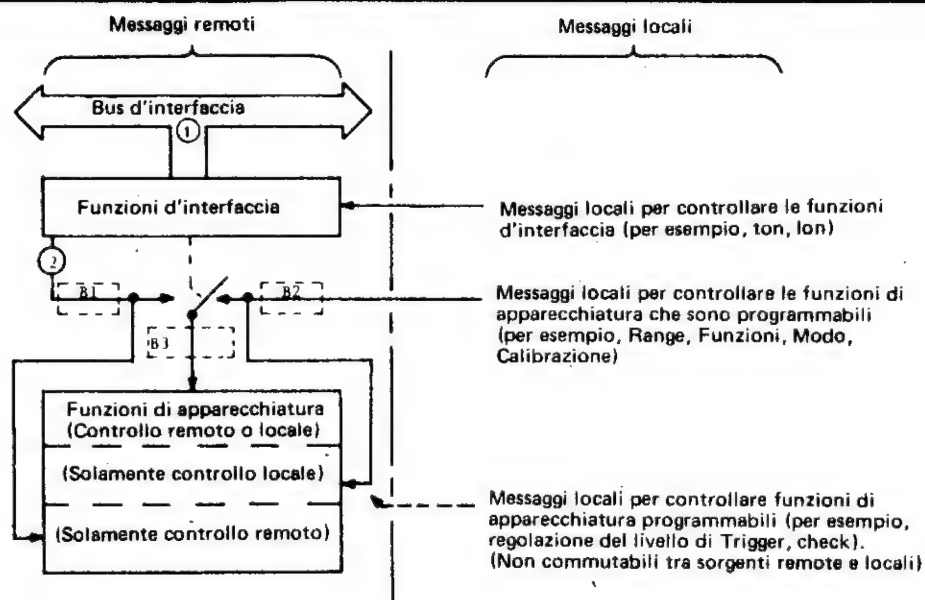 Messaggi remoti
Messaggi locali
Bus d'interfaccia
1
Funzioni d'interfaccia
Messaggi locali per controllare le funzioni
d'interfaccia (per esempio, ton, lon)
2
B1
B2
Messaggi locali per controllare le funzioni di
apparecchiatura che sono programmabili
(per esempio, Range, Funzioni, Modo,
Calibrazione)
B3
Funzioni di apparecchiatura
(Controllo remoto o locale)
(Solamente controllo locale)
(Solamente controllo remoto)
Messaggi locali per controllare funzioni di
apparecchiatura programmabili (per esempio,
regolazione del livello di Trigger, check).
(Non commutabili tra sorgenti remote e locali)